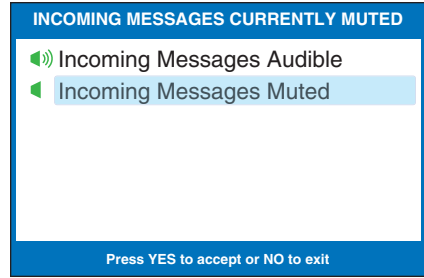 INCOMING MESSAGES CURRENTLY MUTED
Incoming Messages Audible
Incoming Messages Muted
Press YES to accept or NO to exit